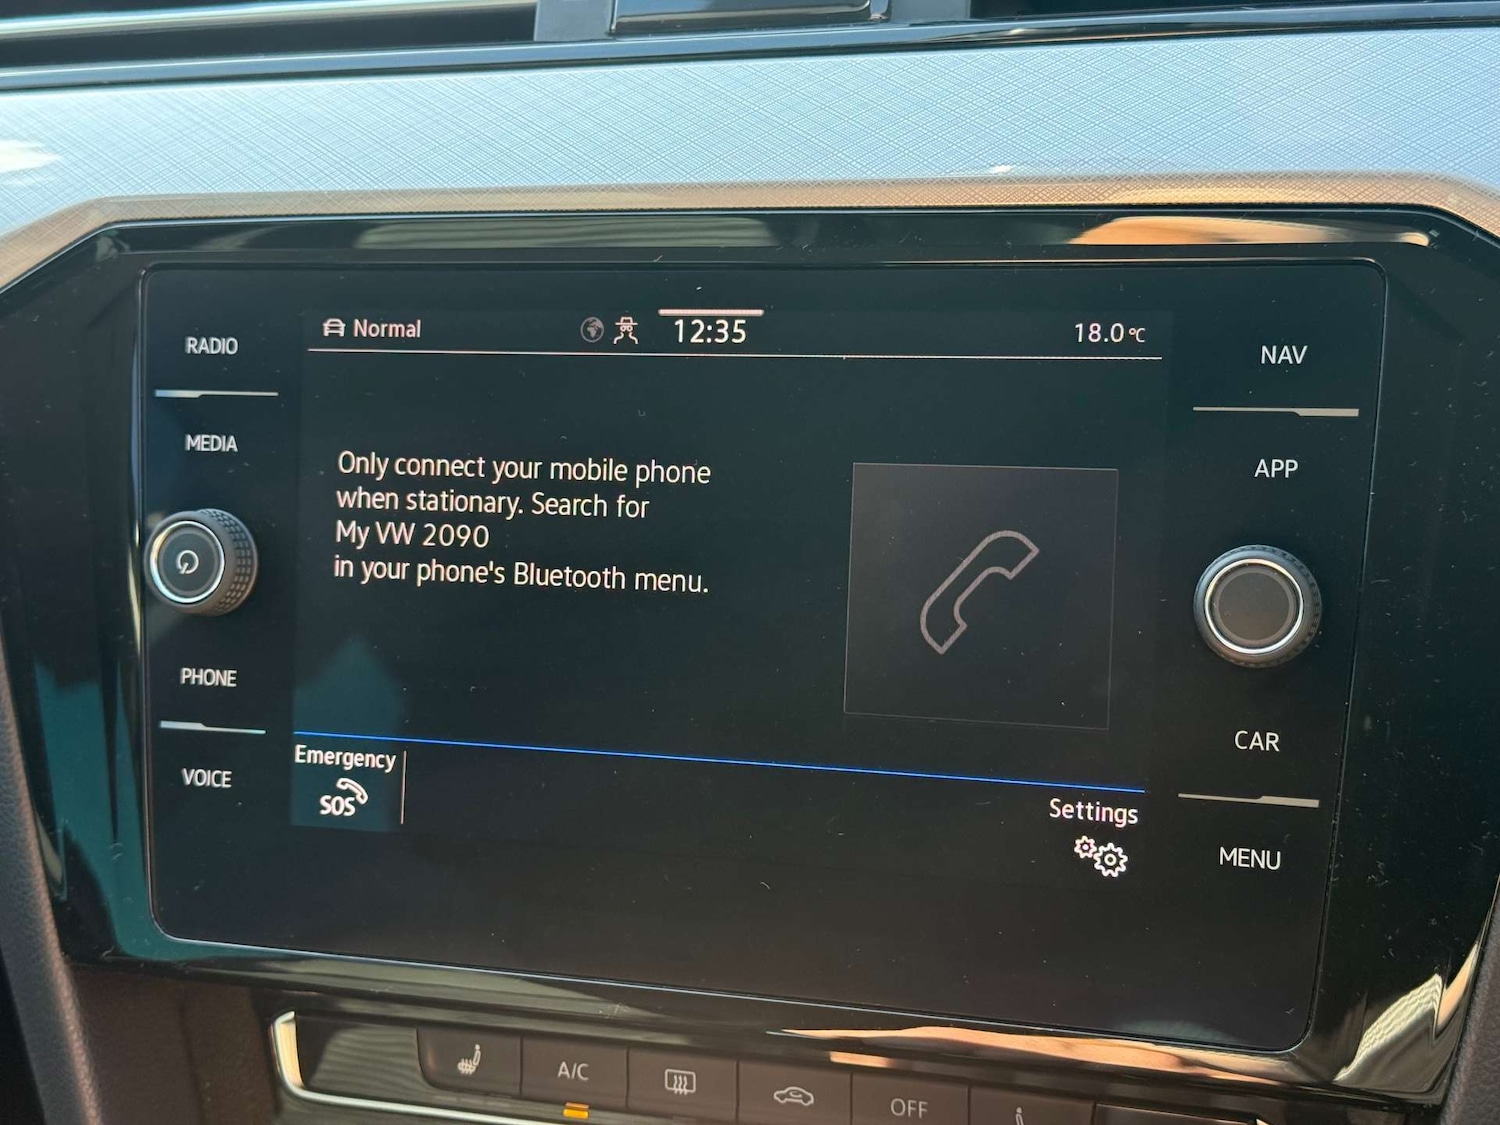 RADIO
MEDIA
PHONE
VOICE
Normal
12:35
18.0°C
Only connect your mobile phone
when stationary. Search for
My VW 2090
in your phone's Bluetooth menu.
Emergency
SOS
Settings
NAV
APP
CAR
MENU
A/C
OFF